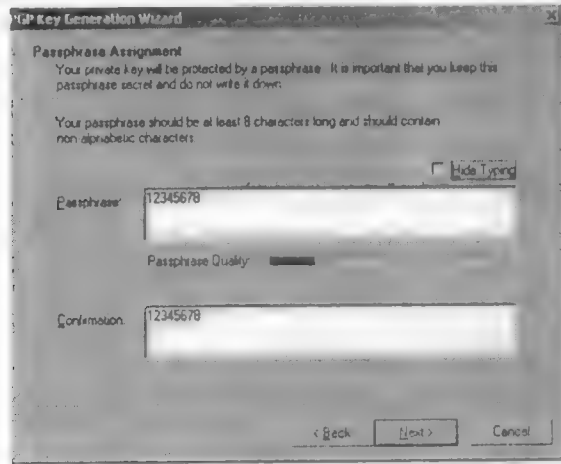 PGP Key Generation Wizard
Passphrase Assignment
Your private key will be protected by a passphrase. It is important that you keep this
passphrase secret and do not write it down.
Your passphrase should be at least 8 characters long and should contain
non-alphabetic characters.
Hide Typing
Passphrase: 12345678
Passphrase Quality:
Confirmation: 12345678
< Back Next > Cancel